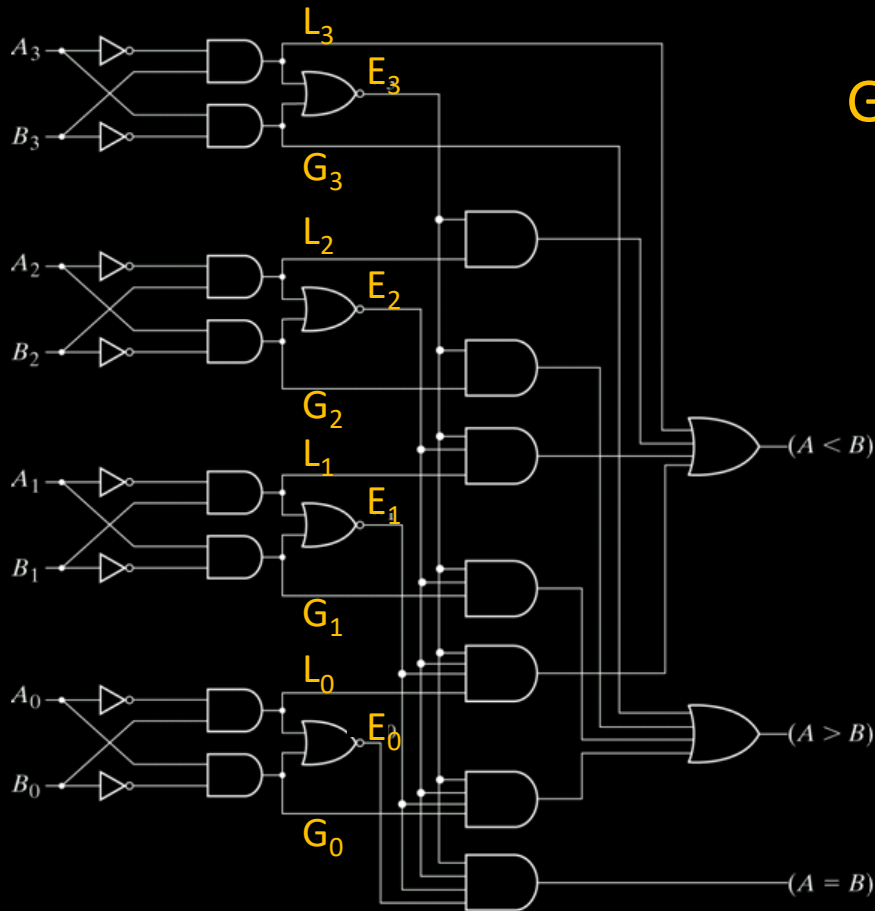 L₃
A₃
E₃
G
B₃
G₃
L₂
A₂
E₂
B₂
G₂
(A < B)
L₁
A₁
E₁
B₁
G₁
L₀
A₀
E₀
(A > B)
B₀
G₀
(A = B)